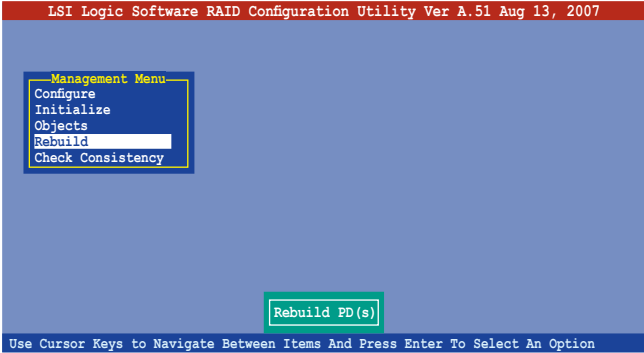 LSI Logic Software RAID Configuration Utility Ver A.51 Aug 13, 2007
Management Menu
Configure
Initialize
Objects
Rebuild
Check Consistency
Rebuild PD(s)
Use Cursor Keys to Navigate Between Items And Press Enter To Select An Option